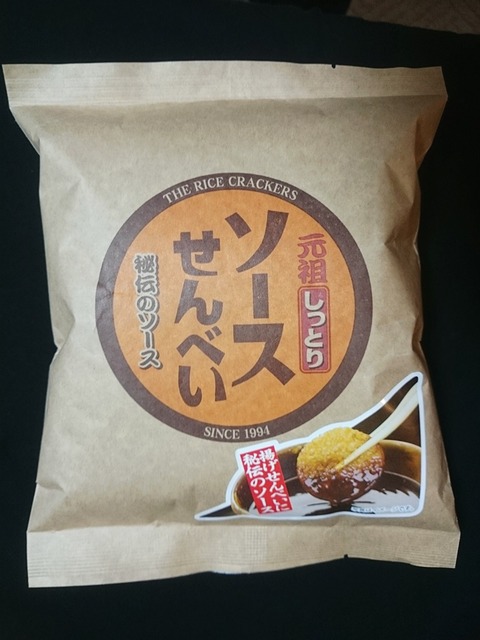 THE RICE CRACKERS
元祖
しっとり
ソース
せんべい
秘伝のソース
SINCE 1994
揚げせんべいに
秘伝のソース